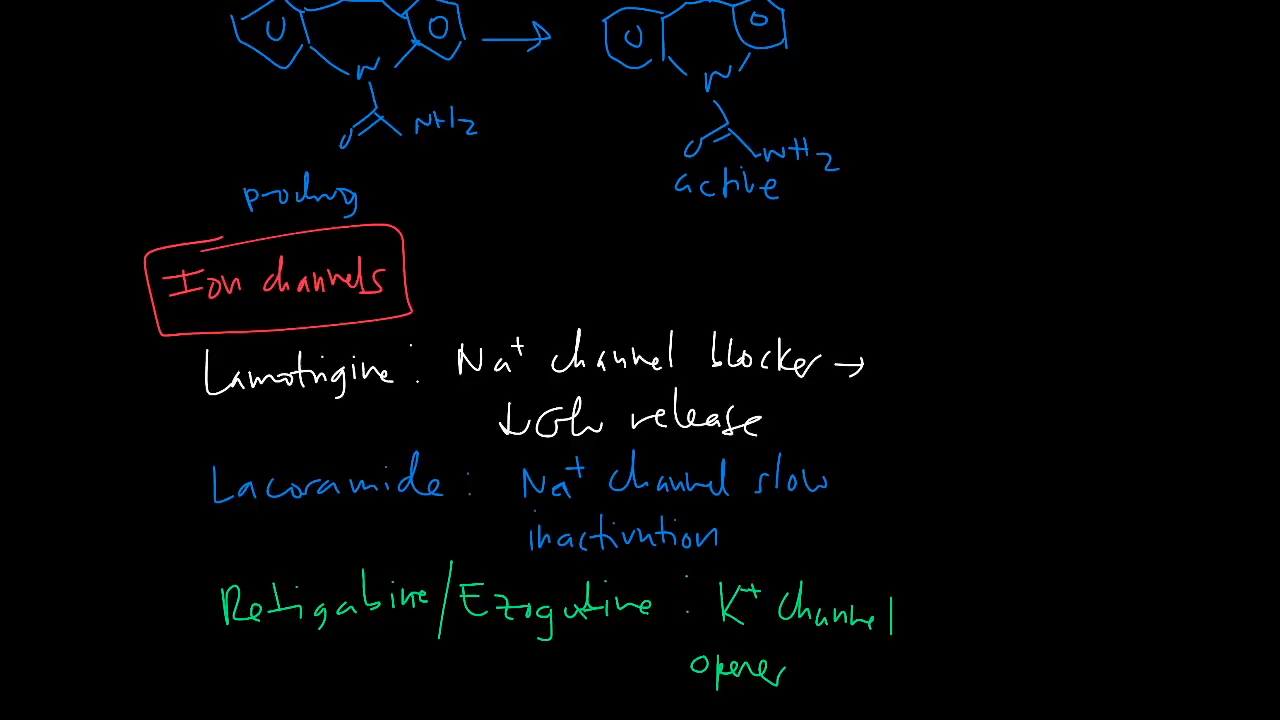 N N
O NH2 O NH2
prodrug active
Ion channels
Lamotrigine: Na+ channel blocker →
↓ Glu release
Lacoramide: Na+ channel slow
inactivation
Retigabine/Ezogabine: K+ channel
opener